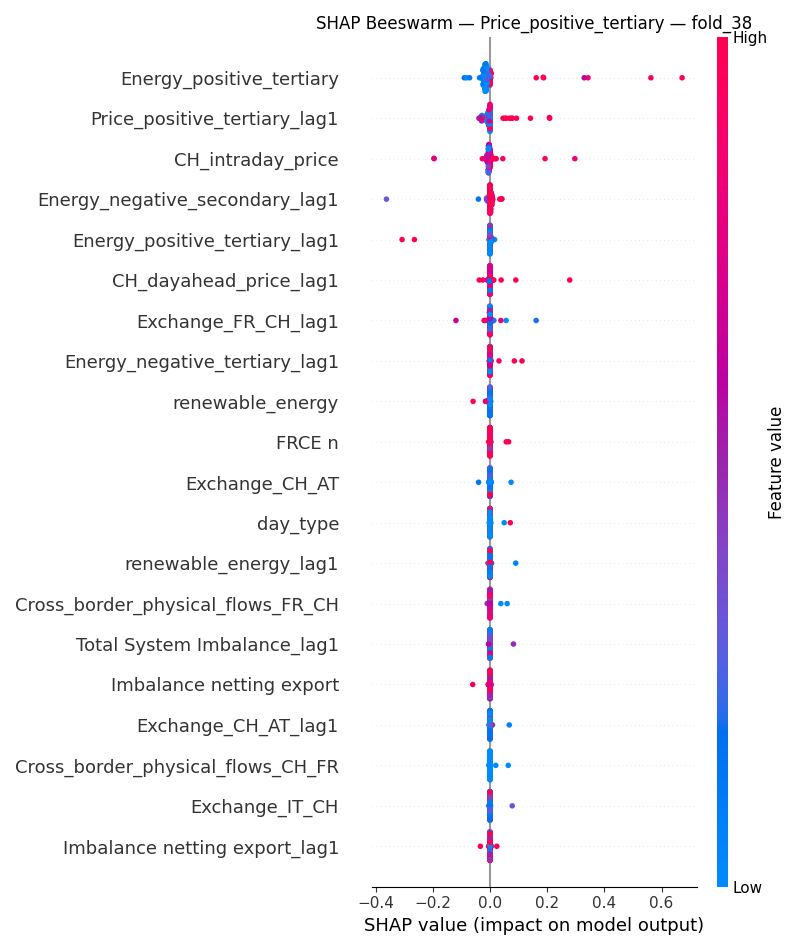 SHAP Beeswarm — Price_positive_tertiary — fold_38
High
Energy_positive_tertiary
Price_positive_tertiary_lag1
CH_intraday_price
Energy_negative_secondary_lag1
Energy_positive_tertiary_lag1
CH_dayahead_price_lag1
Exchange_FR_CH_lag1
Energy_negative_tertiary_lag1
renewable_energy
FRCE n
Exchange_CH_AT
day_type
renewable_energy_lag1
Cross_border_physical_flows_FR_CH
Total System Imbalance_lag1
Imbalance netting export
Exchange_CH_AT_lag1
Cross_border_physical_flows_CH_FR
Exchange_IT_CH
Imbalance netting export_lag1
Feature value
Low
−0.4 −0.2 0.0 0.2 0.4 0.6
SHAP value (impact on model output)